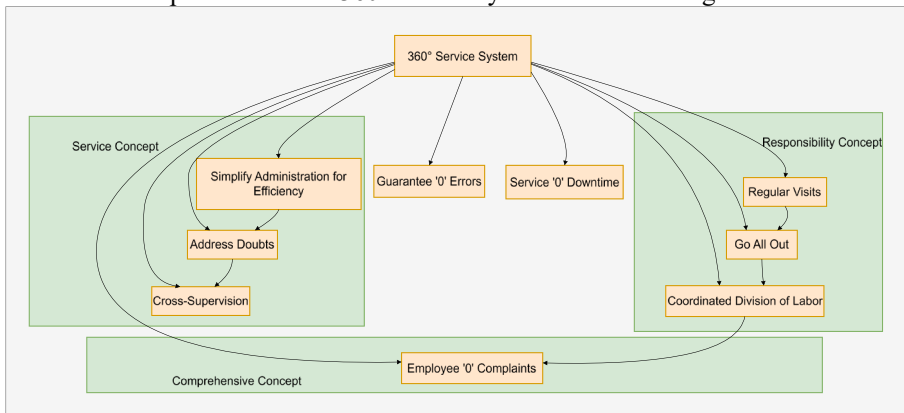 360° Service System
Service Concept
Responsibility Concept
Simplify Administration for
Efficiency
Guarantee '0' Errors
Service '0' Downtime
Regular Visits
Address Doubts
Go All Out
Cross-Supervision
Coordinated Division of Labor
Employee '0' Complaints
Comprehensive Concept